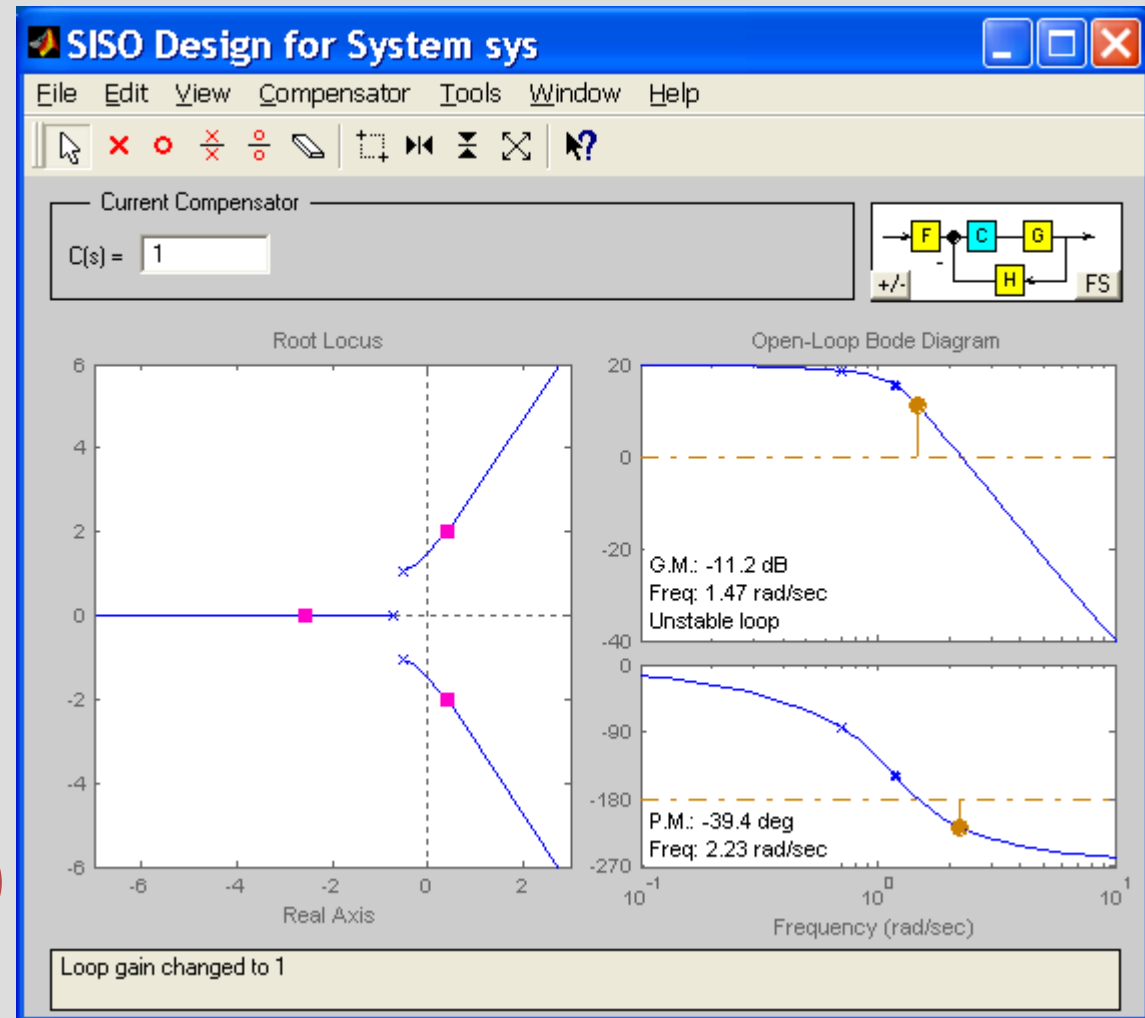 SISO Design for System sys
File Edit View Compensator Tools Window Help
Current Compensator
C(s) = 1
F C G
H
+/- FS
Root Locus
6
4
2
0
-2
-4
-6
-6 -4 -2 0 2
Real Axis
Open-Loop Bode Diagram
20
0
-20
-40
G.M.: -11.2 dB
Freq: 1.47 rad/sec
Unstable loop
0
-90
-180
-270
P.M.: -39.4 deg
Freq: 2.23 rad/sec
10^-1 10^0 10^1
Frequency (rad/sec)
Loop gain changed to 1